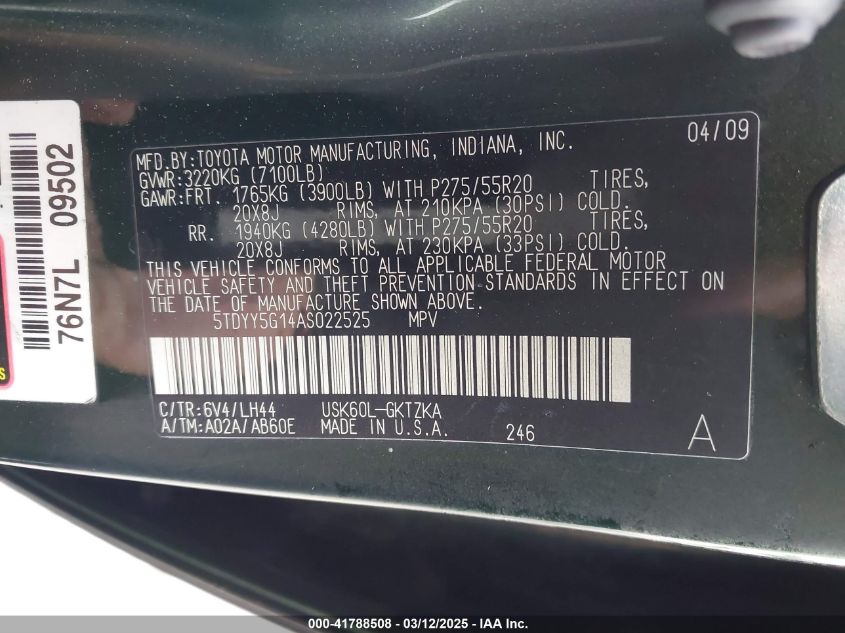 04/09
MFD.BY:TOYOTA MOTOR MANUFACTURING, INDIANA, INC.
GVWR:3220KG (7100LB)
GAWR:FRT. 1765KG (3900LB) WITH P275/55R20 TIRES,
20X8J RIMS, AT 210KPA (30PSI) COLD.
RR. 1940KG (4280LB) WITH P275/55R20 TIRES,
20X8J RIMS, AT 230KPA (33PSI) COLD.
THIS VEHICLE CONFORMS TO ALL APPLICABLE FEDERAL MOTOR
VEHICLE SAFETY AND THEFT PREVENTION STANDARDS IN EFFECT ON
THE DATE OF MANUFACTURE SHOWN ABOVE.
5TDYY5G14AS022525 MPV
C/TR:6V4/LH44 USK60L-GKTZKA
A/TM:A02A/AB60E MADE IN U.S.A. 246 A
76N7L 09502
000-41788508 - 03/12/2025 - IAA Inc.